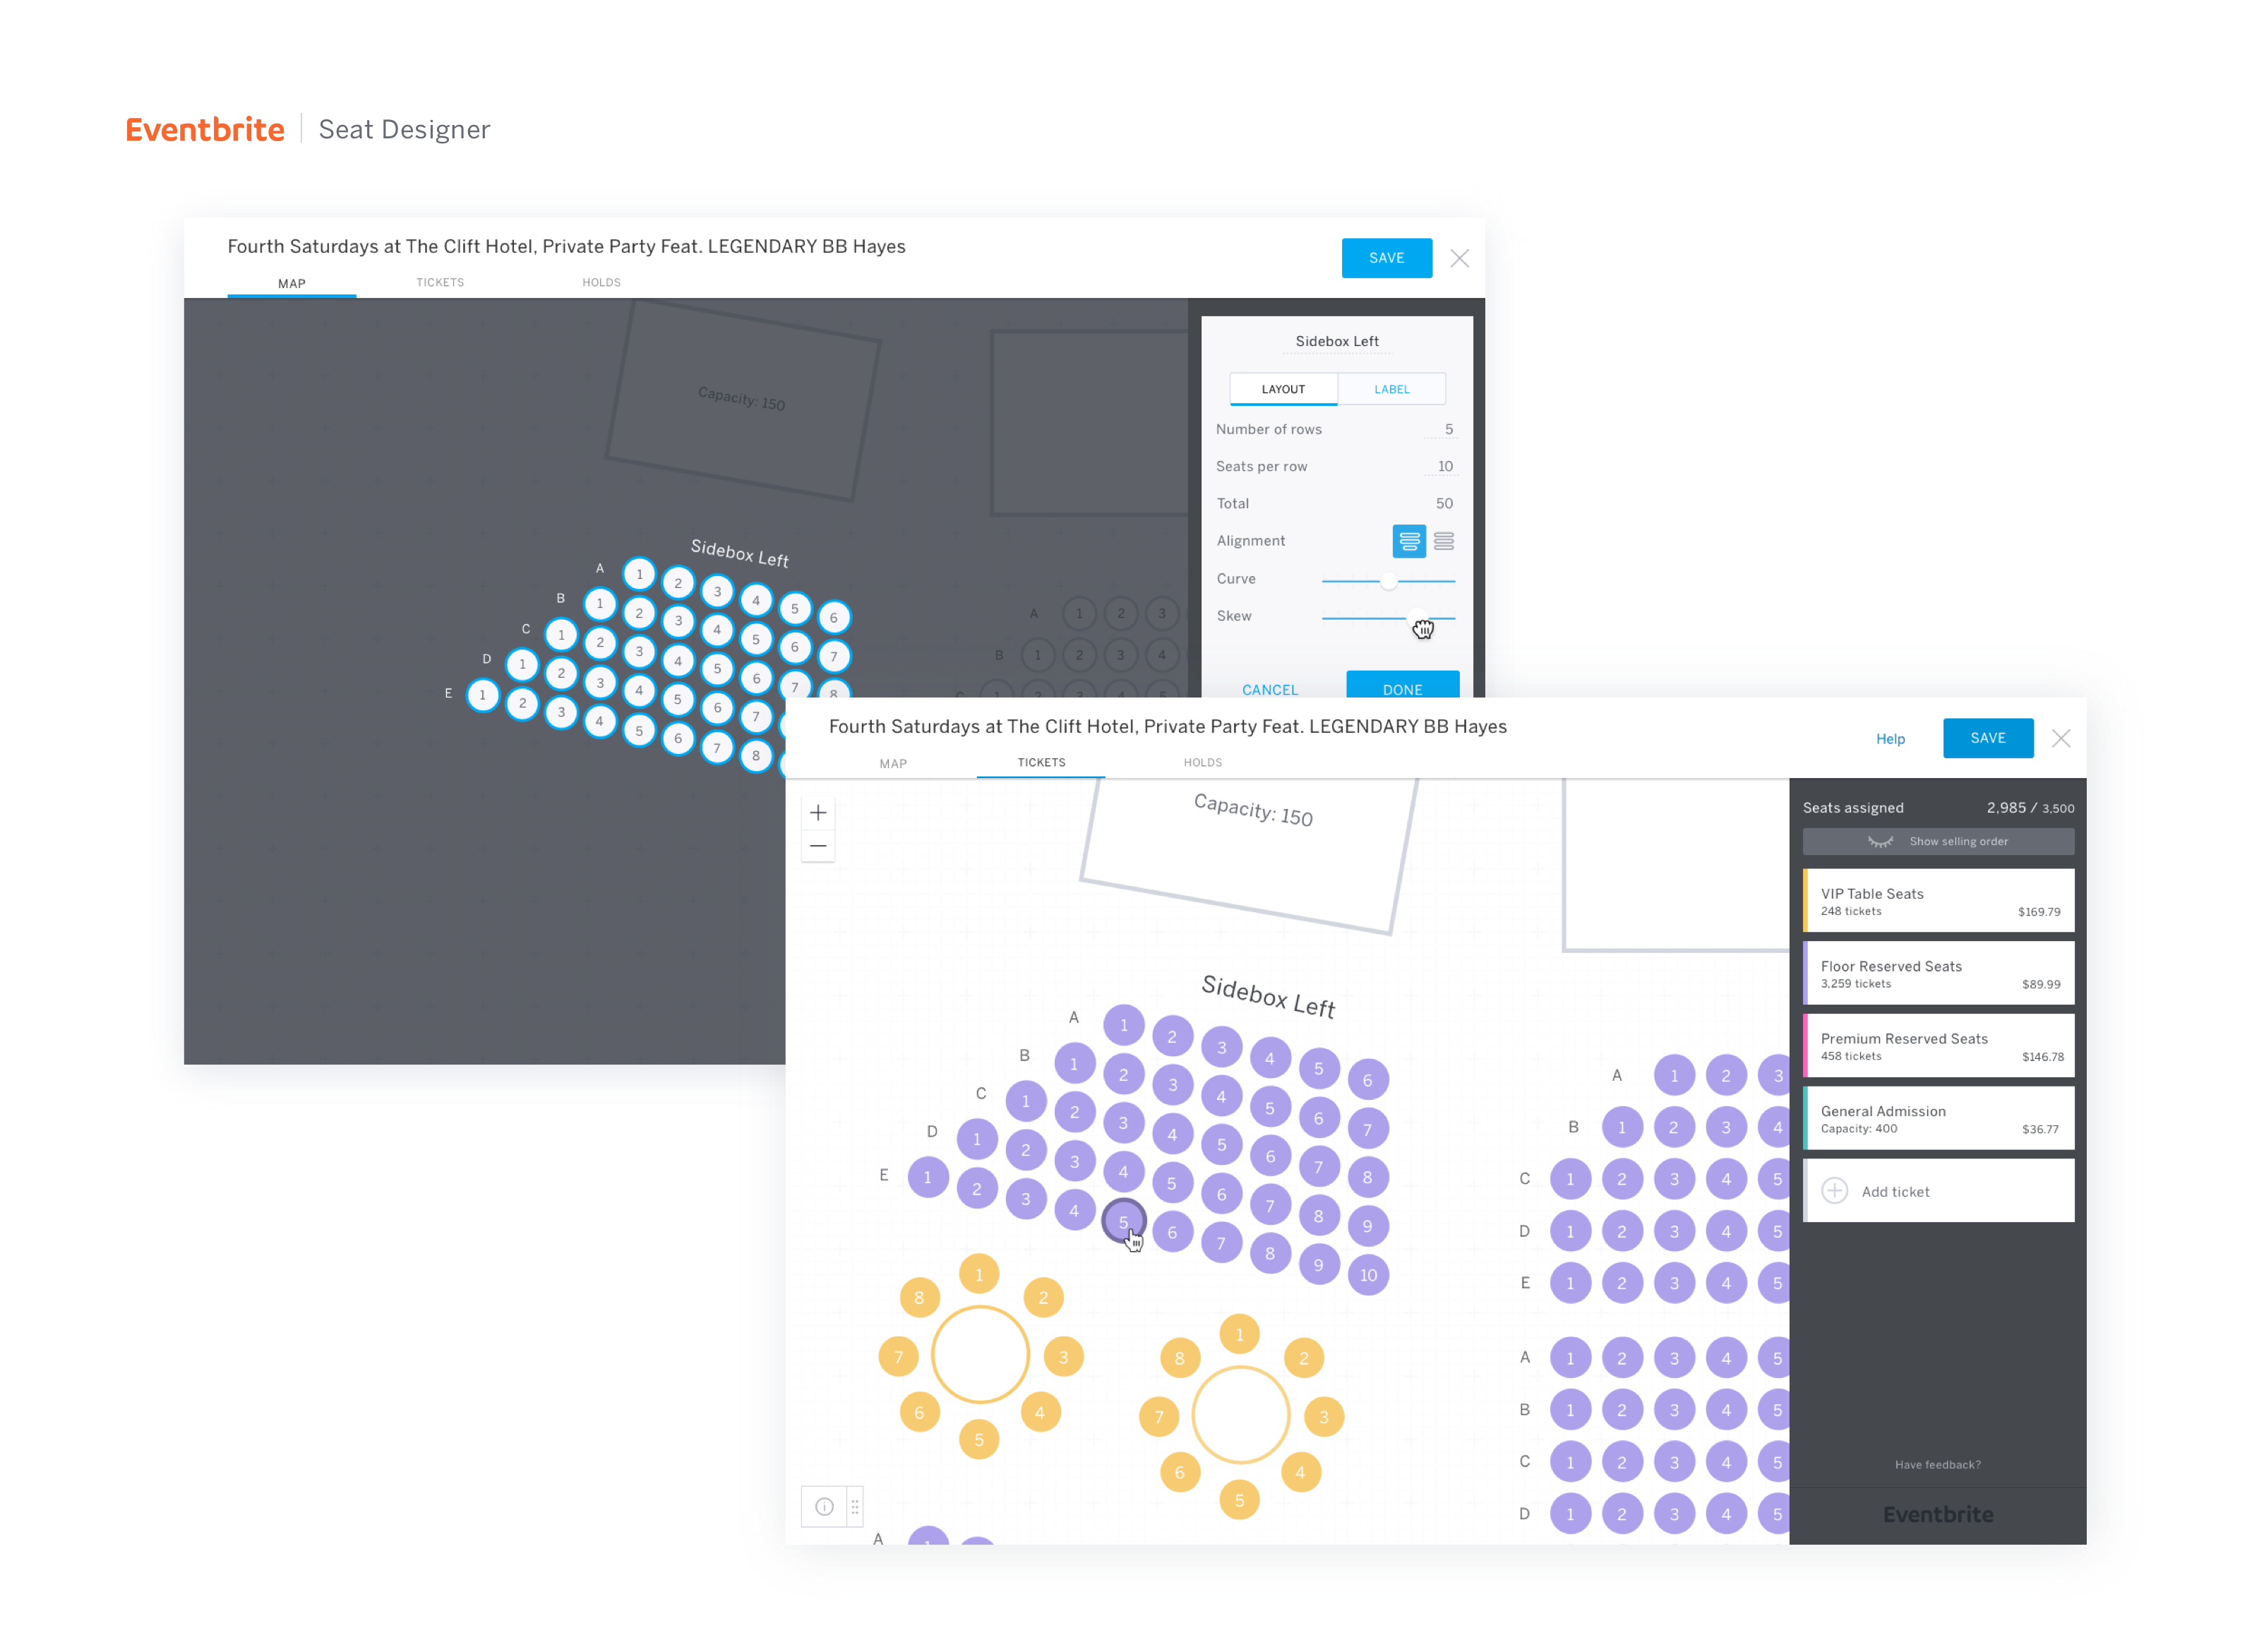 Eventbrite | Seat Designer
Fourth Saturdays at The Clift Hotel, Private Party Feat. LEGENDARY BB Hayes
SAVE
MAP TICKETS HOLDS
Capacity: 150
Sidebox Left
A 1 2 3 4 5 6
B 1 2 3 4 5 6 7
C 1 2 3 4 5 6 7 8
D 1 2 3 4 5 6 7
E 1 2 3 4 5 6 7 8
A 1 2 3
B 1 2 3 4
C 1 2 3 4 5
Sidebox Left
LAYOUT LABEL
Number of rows 5
Seats per row 10
Total 50
Alignment
Curve
Skew
CANCEL DONE
Fourth Saturdays at The Clift Hotel, Private Party Feat. LEGENDARY BB Hayes
Help SAVE
MAP TICKETS HOLDS
Capacity: 150
Sidebox Left
A 1 2 3 4 5 6
B 1 2 3 4 5 6 7
C 1 2 3 4 5 6 7 8
D 1 2 3 4 5 6 7 8 9
E 1 2 3 4 5 6 7 8 9 10
1 2 3 4 5 6 7 8
1 2 3 4 5 6 7 8
A 1
A 1 2 3
B 1 2 3 4
C 1 2 3 4 5
D 1 2 3 4 5
E 1 2 3 4 5
A 1 2 3 4 5
B 1 2 3 4 5
C 1 2 3 4 5
D 1 2 3 4 5
Seats assigned 2,985 / 3,500
Show selling order
VIP Table Seats
248 tickets $169.79
Floor Reserved Seats
3,259 tickets $89.99
Premium Reserved Seats
458 tickets $146.78
General Admission
Capacity: 400 $36.77
Add ticket
Have feedback?
Eventbrite